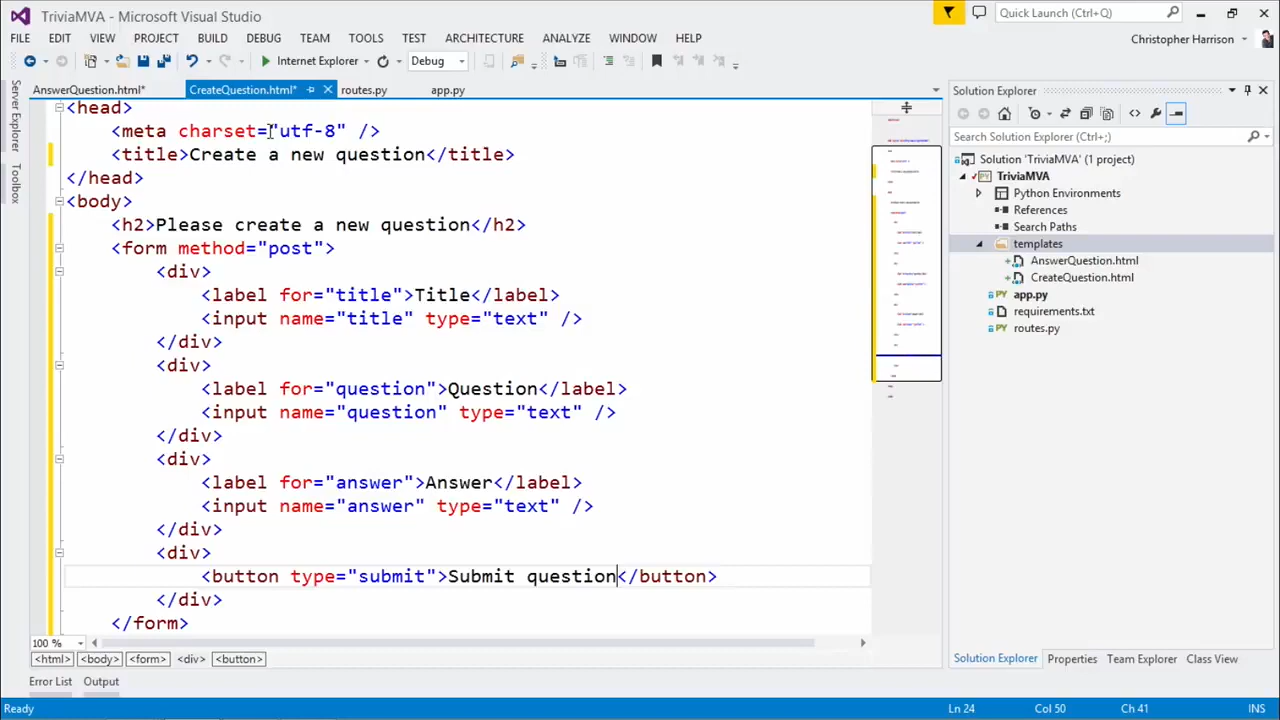 TriviaMVA - Microsoft Visual Studio
Quick Launch (Ctrl+Q)
FILE EDIT VIEW PROJECT BUILD DEBUG TEAM TOOLS TEST ARCHITECTURE ANALYZE WINDOW HELP
Christopher Harrison
Internet Explorer
Debug
Server Explorer
Toolbox
AnswerQuestion.html*
CreateQuestion.html*
routes.py
app.py
<head>
<meta charset="utf-8" />
<title>Create a new question</title>
</head>
<body>
<h2>Please create a new question</h2>
<form method="post">
<div>
<label for="title">Title</label>
<input name="title" type="text" />
</div>
<div>
<label for="question">Question</label>
<input name="question" type="text" />
</div>
<div>
<label for="answer">Answer</label>
<input name="answer" type="text" />
</div>
<div>
<button type="submit">Submit question</button>
</div>
</form>
100 %
<html> <body> <form> <div> <button>
Error List Output
Solution Explorer
Search Solution Explorer (Ctrl+;)
Solution 'TriviaMVA' (1 project)
TriviaMVA
Python Environments
References
Search Paths
templates
AnswerQuestion.html
CreateQuestion.html
app.py
requirements.txt
routes.py
Solution Explorer Properties Team Explorer Class View
Ready
Ln 24 Col 50 Ch 41 INS